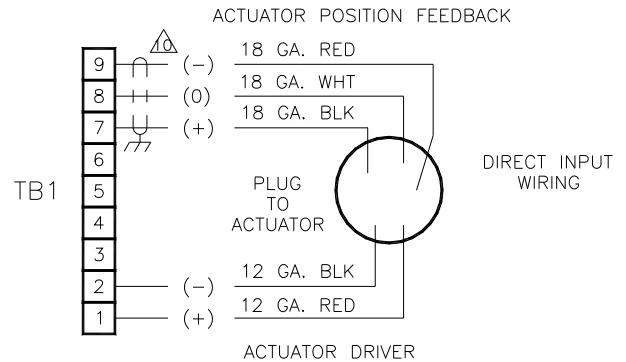 ACTUATOR POSITION FEEDBACK
10
9 (-) 18 GA. RED
8 (0) 18 GA. WHT
7 (+) 18 GA. BLK
6
5
4
3
2 (-) 12 GA. BLK
1 (+) 12 GA. RED
TB1
PLUG
TO
ACTUATOR
DIRECT INPUT
WIRING
ACTUATOR DRIVER